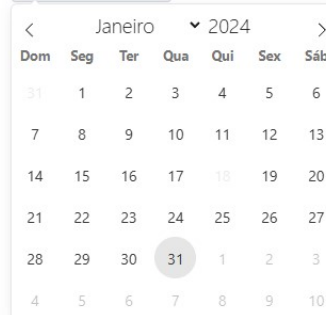 Janeiro 2024
Dom Seg Ter Qua Qui Sex Sáb
31 1 2 3 4 5 6
7 8 9 10 11 12 13
14 15 16 17 18 19 20
21 22 23 24 25 26 27
28 29 30 31 1 2 3
4 5 6 7 8 9 10